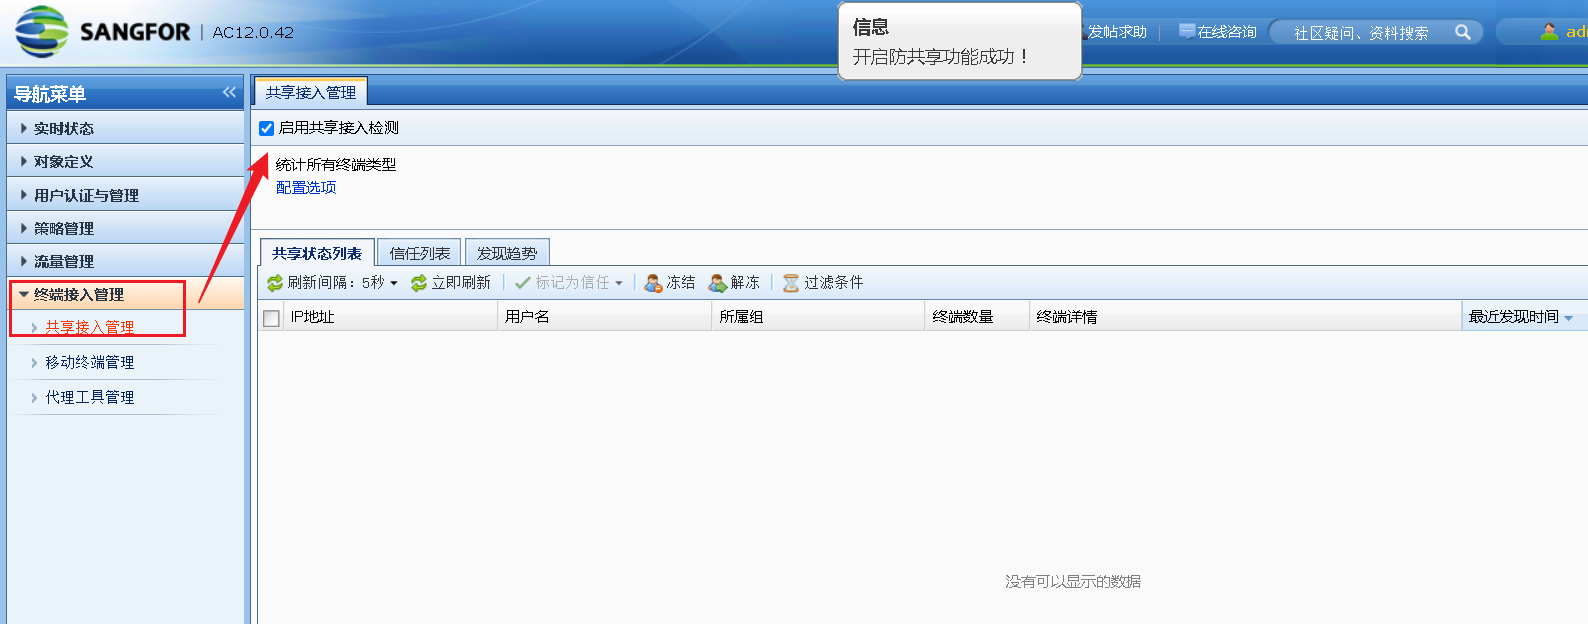 SANGFOR | AC12.0.42
信息
开启防共享功能成功！
发帖求助
在线咨询
社区疑问、资料搜索
导航菜单
实时状态
对象定义
用户认证与管理
策略管理
流量管理
终端接入管理
共享接入管理
移动终端管理
代理工具管理
共享接入管理
启用共享接入检测
统计所有终端类型
配置选项
共享状态列表 信任列表 发现趋势
刷新间隔：5秒 立即刷新 标记为信任 冻结 解冻 过滤条件
IP地址 用户名 所属组 终端数量 终端详情 最近发现时间
没有可以显示的数据